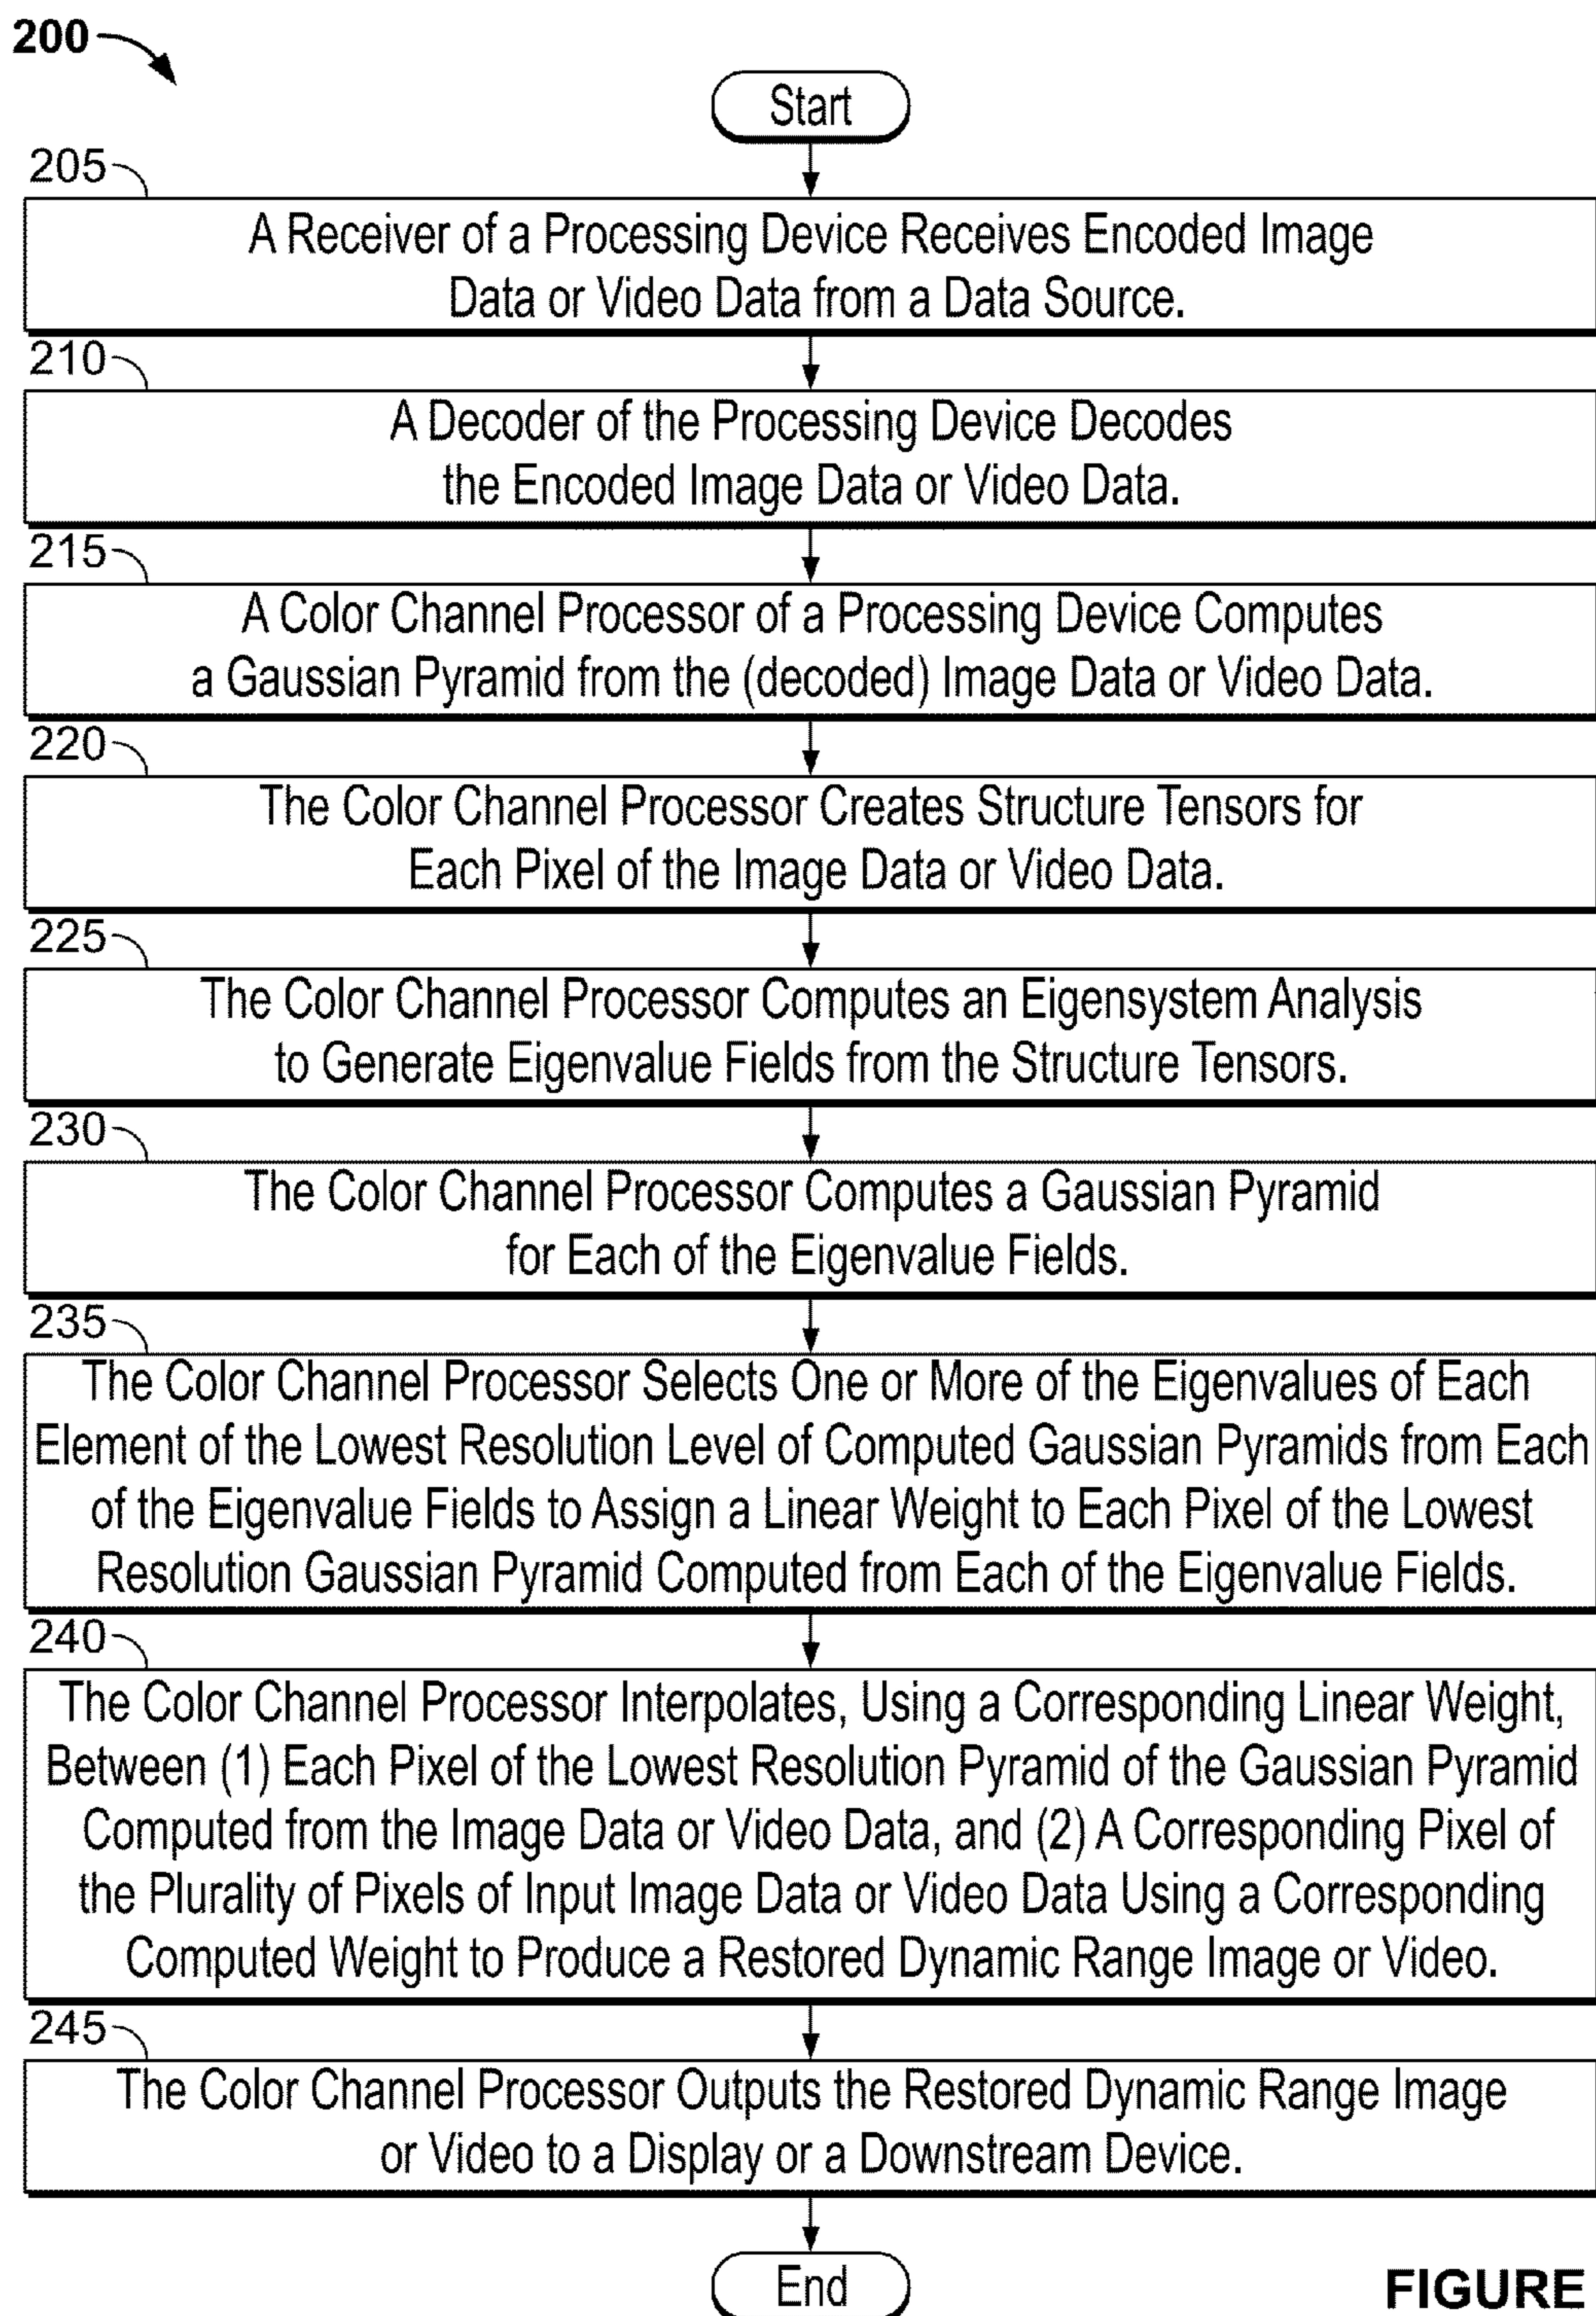 200
Start
205
A Receiver of a Processing Device Receives Encoded Image
Data or Video Data from a Data Source.
210
A Decoder of the Processing Device Decodes
the Encoded Image Data or Video Data.
215
A Color Channel Processor of a Processing Device Computes
a Gaussian Pyramid from the (decoded) Image Data or Video Data.
220
The Color Channel Processor Creates Structure Tensors for
Each Pixel of the Image Data or Video Data.
225
The Color Channel Processor Computes an Eigensystem Analysis
to Generate Eigenvalue Fields from the Structure Tensors.
230
The Color Channel Processor Computes a Gaussian Pyramid
for Each of the Eigenvalue Fields.
235
The Color Channel Processor Selects One or More of the Eigenvalues of Each
Element of the Lowest Resolution Level of Computed Gaussian Pyramids from Each
of the Eigenvalue Fields to Assign a Linear Weight to Each Pixel of the Lowest
Resolution Gaussian Pyramid Computed from Each of the Eigenvalue Fields.
240
The Color Channel Processor Interpolates, Using a Corresponding Linear Weight,
Between (1) Each Pixel of the Lowest Resolution Pyramid of the Gaussian Pyramid
Computed from the Image Data or Video Data, and (2) A Corresponding Pixel of
the Plurality of Pixels of Input Image Data or Video Data Using a Corresponding
Computed Weight to Produce a Restored Dynamic Range Image or Video.
245
The Color Channel Processor Outputs the Restored Dynamic Range Image
or Video to a Display or a Downstream Device.
End
FIGURE